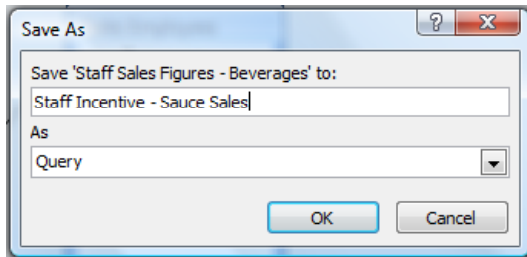 Save As
Save 'Staff Sales Figures - Beverages' to:
Staff Incentive - Sauce Sales
As
Query
OK Cancel